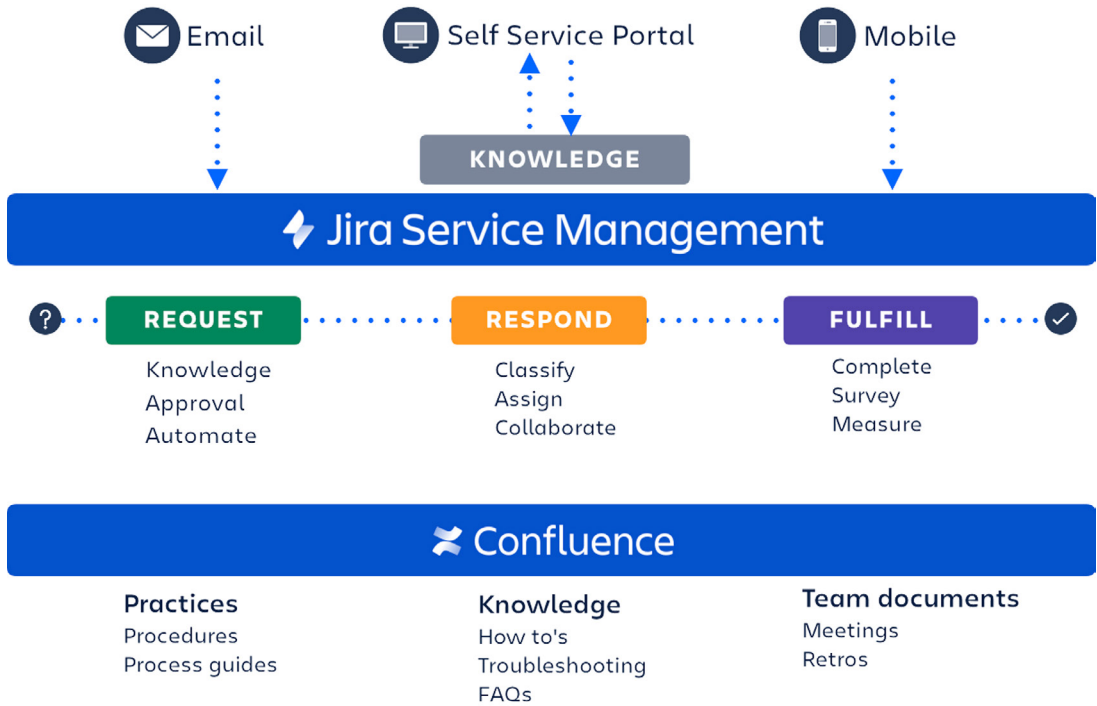 Email
Self Service Portal
Mobile
KNOWLEDGE
Jira Service Management
?
REQUEST
RESPOND
FULFILL
Knowledge
Approval
Automate
Classify
Assign
Collaborate
Complete
Survey
Measure
Confluence
Practices
Procedures
Process guides
Knowledge
How to's
Troubleshooting
FAQs
Team documents
Meetings
Retros